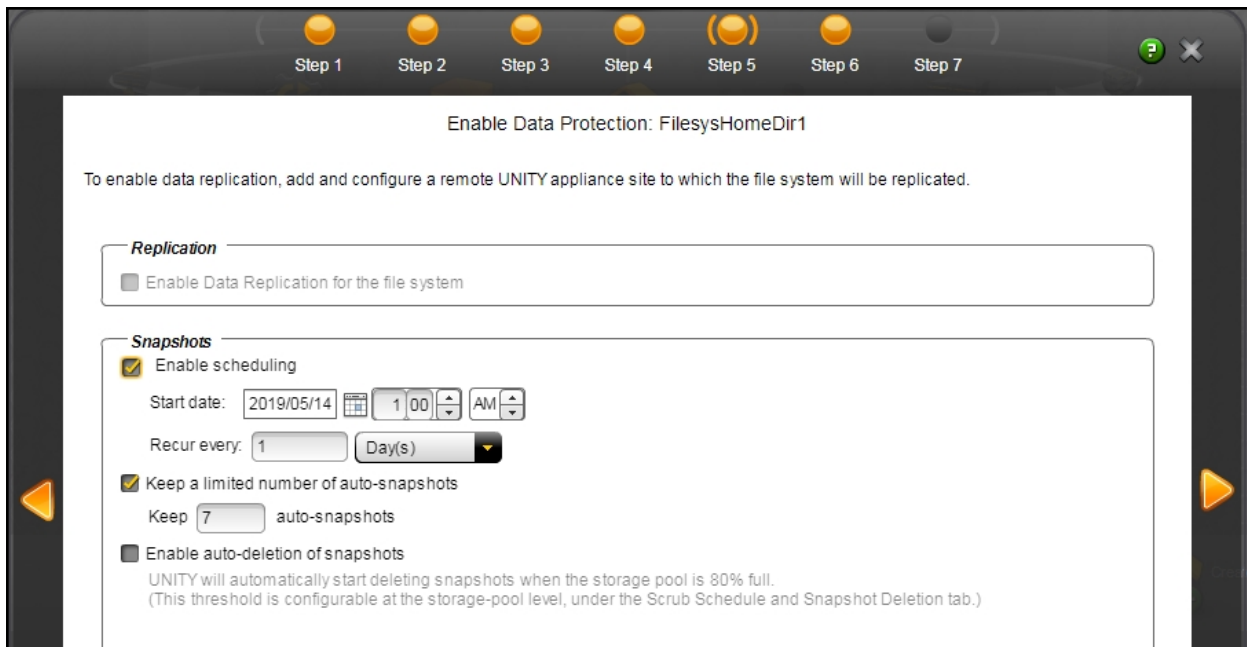 Step 1 Step 2 Step 3 Step 4 Step 5 Step 6 Step 7
Enable Data Protection: FilesysHomeDir1
To enable data replication, add and configure a remote UNITY appliance site to which the file system will be replicated.
Replication
Enable Data Replication for the file system
Snapshots
Enable scheduling
Start date: 2019/05/14 1 00 AM
Recur every: 1 Day(s)
Keep a limited number of auto-snapshots
Keep 7 auto-snapshots
Enable auto-deletion of snapshots
UNITY will automatically start deleting snapshots when the storage pool is 80% full.
(This threshold is configurable at the storage-pool level, under the Scrub Schedule and Snapshot Deletion tab.)